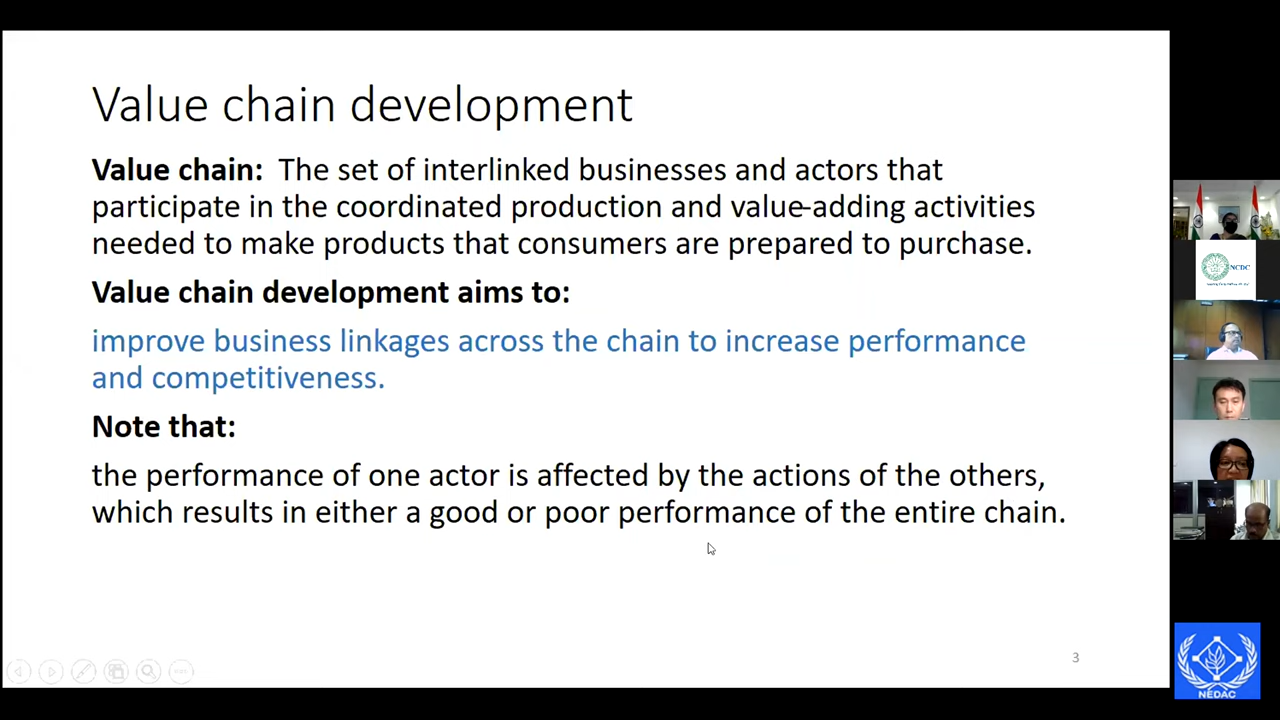 Value chain development
Value chain: The set of interlinked businesses and actors that
participate in the coordinated production and value-adding activities
needed to make products that consumers are prepared to purchase.
Value chain development aims to:
improve business linkages across the chain to increase performance
and competitiveness.
Note that:
the performance of one actor is affected by the actions of the others,
which results in either a good or poor performance of the entire chain.
3
NCDC
NEDAC